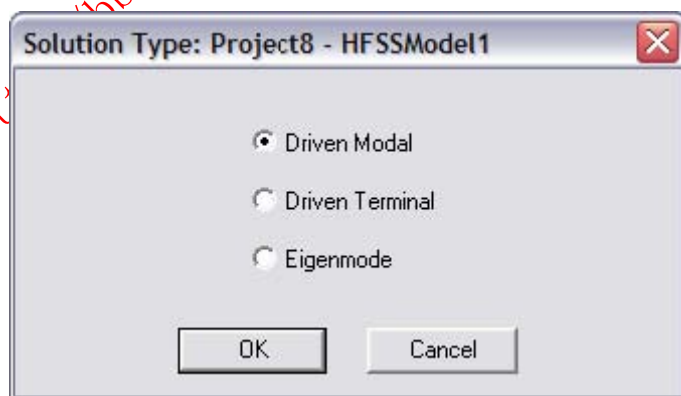 Solution Type: Project8 - HFSSModel1
Driven Modal
Driven Terminal
Eigenmode
OK
Cancel